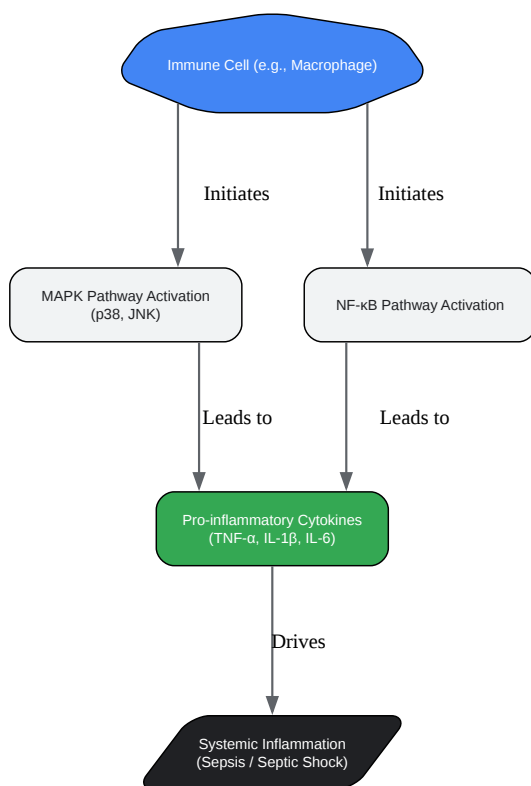 Immune Cell (e.g., Macrophage)
Initiates
Initiates
MAPK Pathway Activation
(p38, JNK)
NF-κB Pathway Activation
Leads to
Leads to
Pro-inflammatory Cytokines
(TNF-α, IL-1β, IL-6)
Drives
Systemic Inflammation
(Sepsis / Septic Shock)